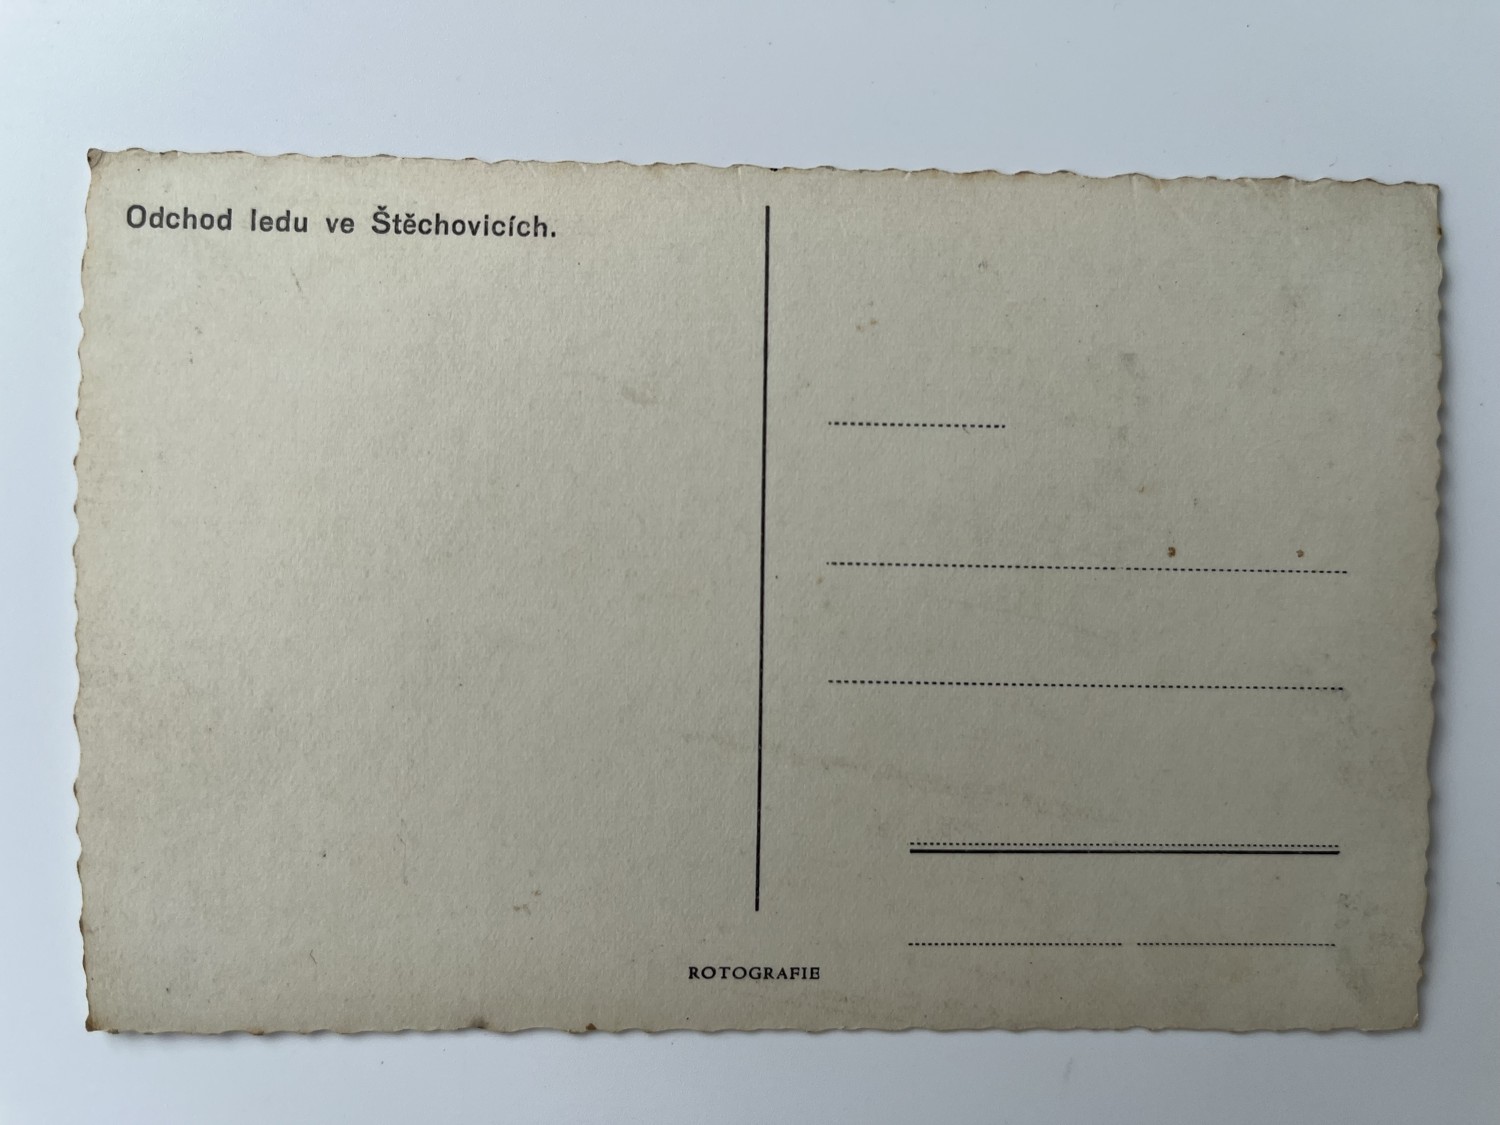 Odchod ledu ve Štěchovicích.
ROTOGRAFIE